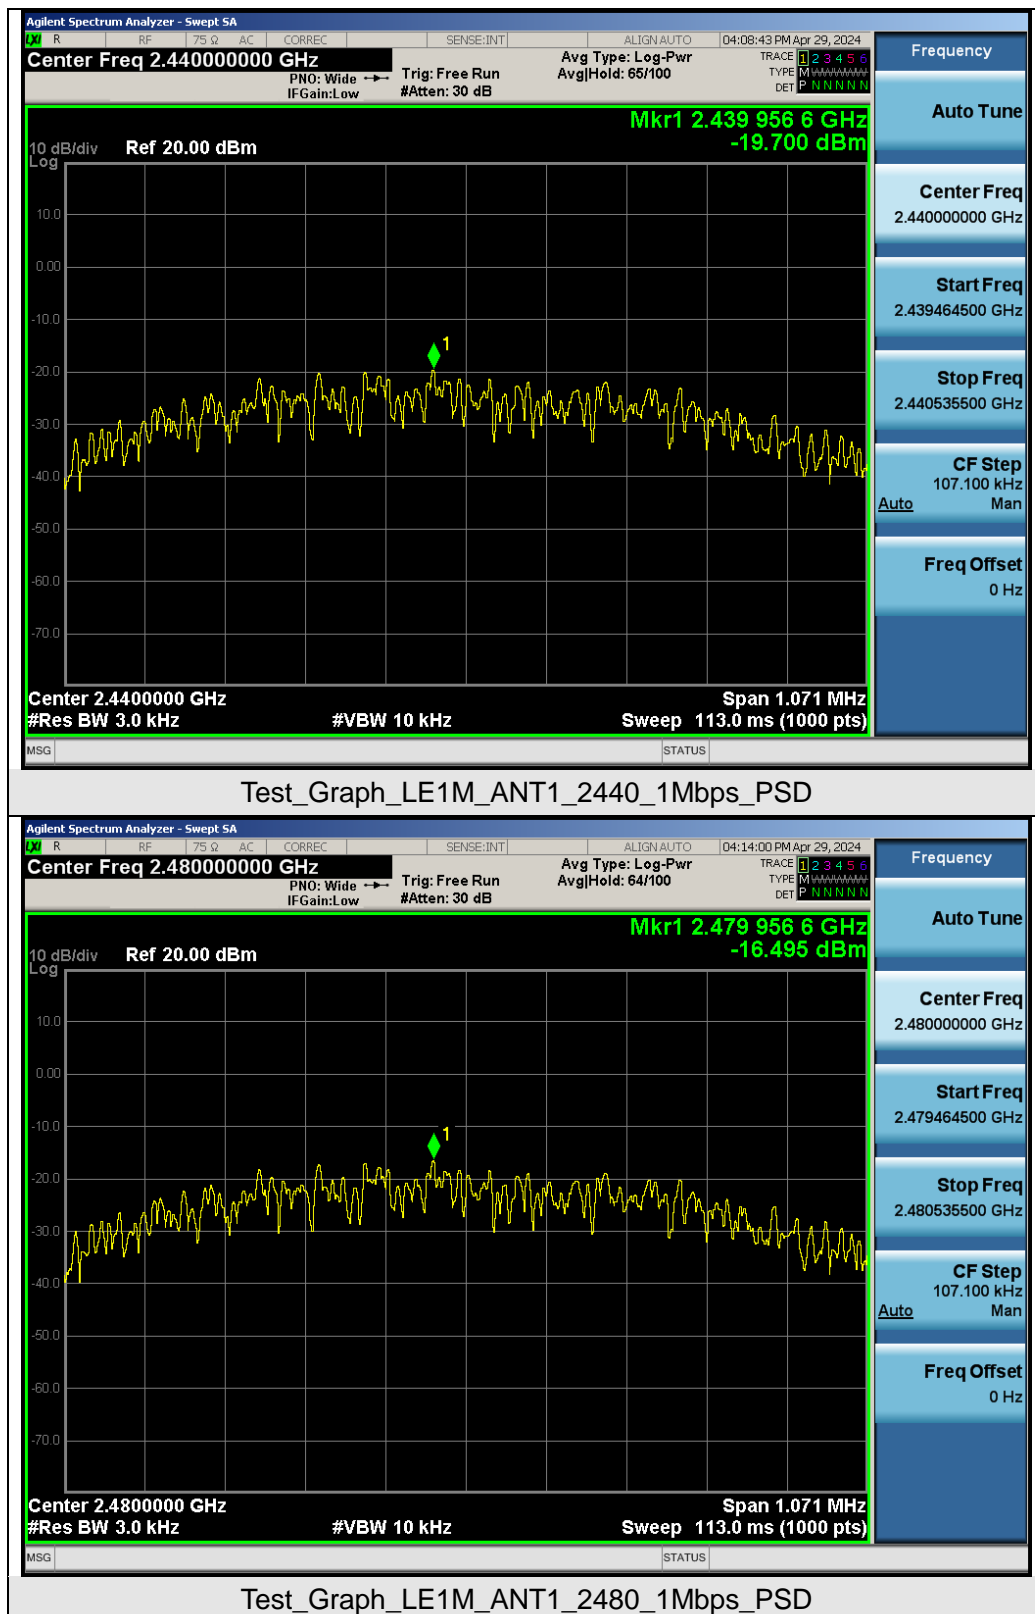 Agilent Spectrum Analyzer - Swept SA
LXI R RF 75 Ω AC CORREC SENSE:INT ALIGN AUTO 04:08:43 PM Apr 29, 2024
Center Freq 2.440000000 GHz
PNO: Wide
IFGain:Low
Trig: Free Run
#Atten: 30 dB
Avg Type: Log-Pwr
Avg|Hold: 65/100
TRACE 1 2 3 4 5 6
TYPE M WWWWW
DET P N N N N N
Frequency
Auto Tune
Mkr1 2.439 956 6 GHz
-19.700 dBm
10 dB/div Ref 20.00 dBm
Log
10.0
0.00
-10.0
-20.0
-30.0
-40.0
-50.0
-60.0
-70.0
1
Center Freq
2.440000000 GHz
Start Freq
2.439464500 GHz
Stop Freq
2.440535500 GHz
CF Step
107.100 kHz
Auto Man
Freq Offset
0 Hz
Center 2.4400000 GHz Span 1.071 MHz
#Res BW 3.0 kHz #VBW 10 kHz Sweep 113.0 ms (1000 pts)
MSG STATUS
Test_Graph_LE1M_ANT1_2440_1Mbps_PSD
Agilent Spectrum Analyzer - Swept SA
LXI R RF 75 Ω AC CORREC SENSE:INT ALIGN AUTO 04:14:00 PM Apr 29, 2024
Center Freq 2.480000000 GHz
PNO: Wide
IFGain:Low
Trig: Free Run
#Atten: 30 dB
Avg Type: Log-Pwr
Avg|Hold: 64/100
TRACE 1 2 3 4 5 6
TYPE M WWWWW
DET P N N N N N
Frequency
Auto Tune
Mkr1 2.479 956 6 GHz
-16.495 dBm
10 dB/div Ref 20.00 dBm
Log
10.0
0.00
-10.0
-20.0
-30.0
-40.0
-50.0
-60.0
-70.0
1
Center Freq
2.480000000 GHz
Start Freq
2.479464500 GHz
Stop Freq
2.480535500 GHz
CF Step
107.100 kHz
Auto Man
Freq Offset
0 Hz
Center 2.4800000 GHz Span 1.071 MHz
#Res BW 3.0 kHz #VBW 10 kHz Sweep 113.0 ms (1000 pts)
MSG STATUS
Test_Graph_LE1M_ANT1_2480_1Mbps_PSD